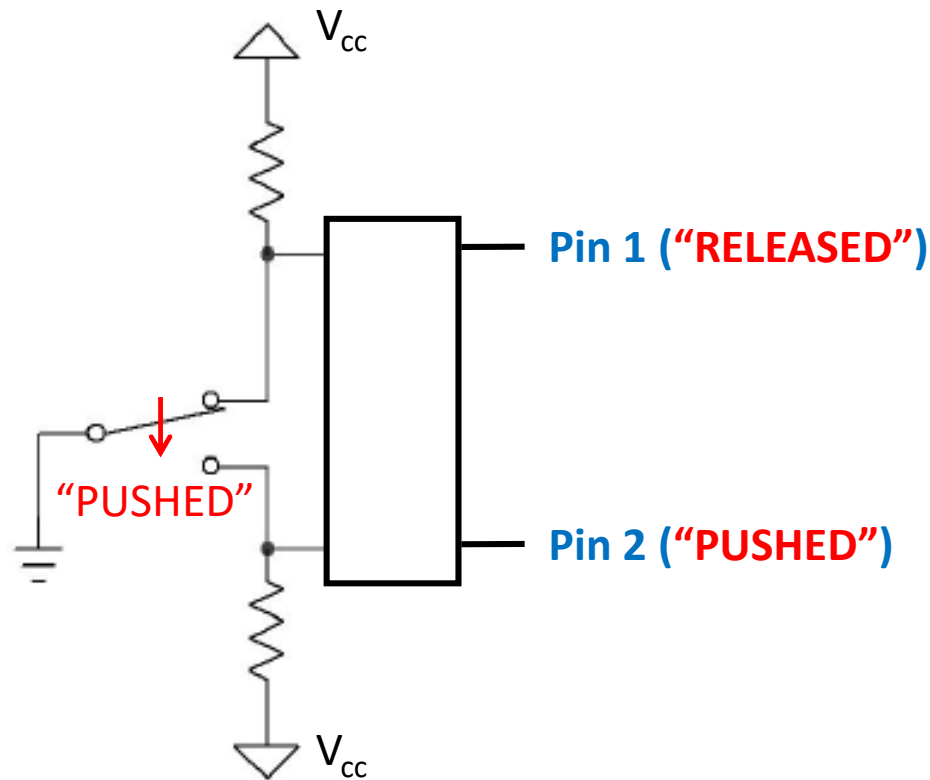 Vcc
Pin 1 (“RELEASED”)
“PUSHED”
Pin 2 (“PUSHED”)
Vcc